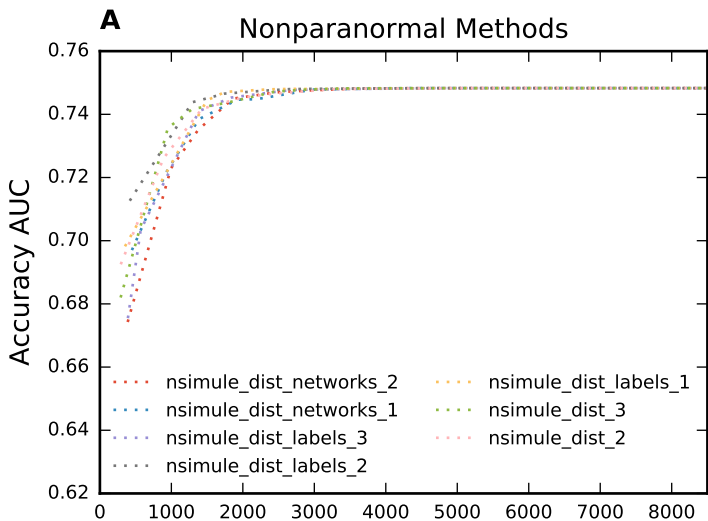 A
Nonparanormal Methods
Accuracy AUC
0.76
0.74
0.72
0.70
0.68
0.66
0.64
0.62
nsimule_dist_networks_2
nsimule_dist_networks_1
nsimule_dist_labels_3
nsimule_dist_labels_2
nsimule_dist_labels_1
nsimule_dist_3
nsimule_dist_2
0 1000 2000 3000 4000 5000 6000 7000 8000